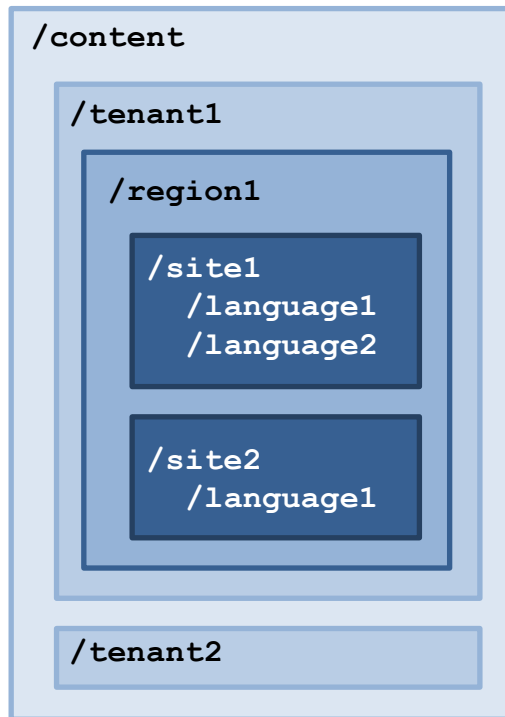 /content
/tenant1
/region1
/site1
/language1
/language2
/site2
/language1
/tenant2